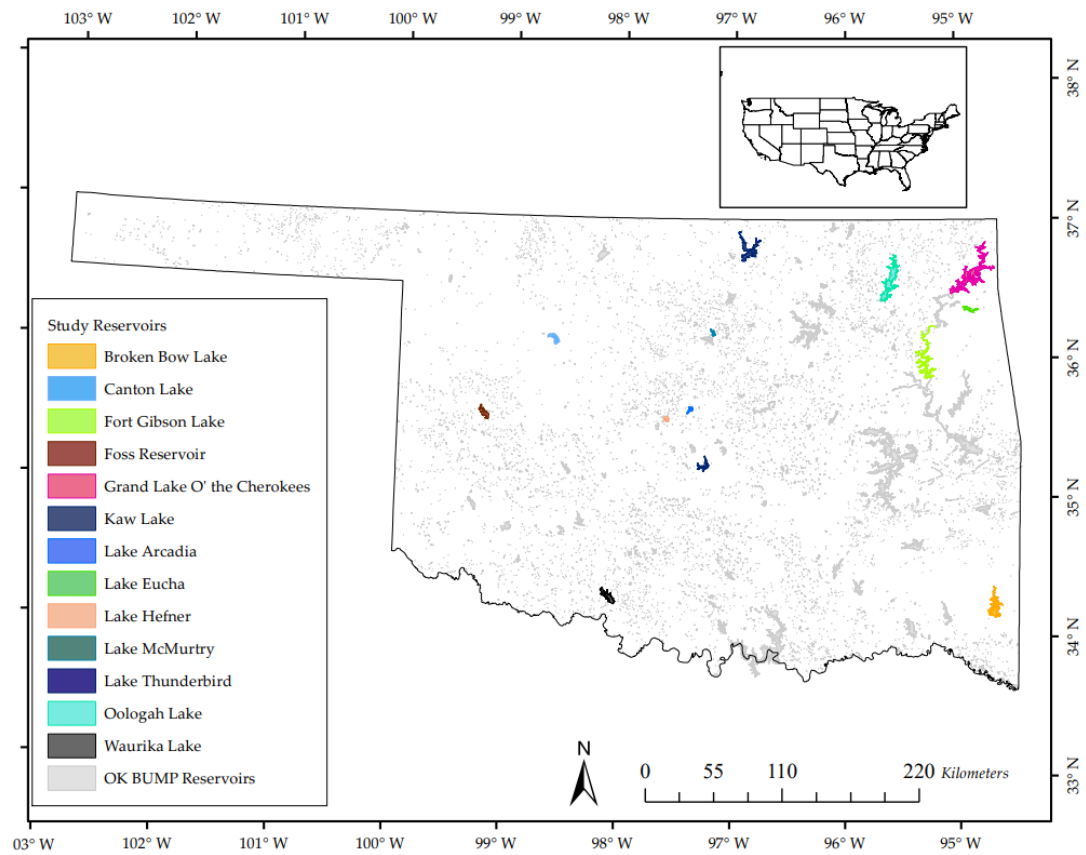 103° W 102° W 101° W 100° W 99° W 98° W 97° W 96° W 95° W
38° N
37° N
36° N
35° N
34° N
33° N
Study Reservoirs
Broken Bow Lake
Canton Lake
Fort Gibson Lake
Foss Reservoir
Grand Lake O' the Cherokees
Kaw Lake
Lake Arcadia
Lake Eucha
Lake Hefner
Lake McMurtry
Lake Thunderbird
Oologah Lake
Waurika Lake
OK BUMP Reservoirs
N
0 55 110 220 Kilometers
03° W 102° W 101° W 100° W 99° W 98° W 97° W 96° W 95° W